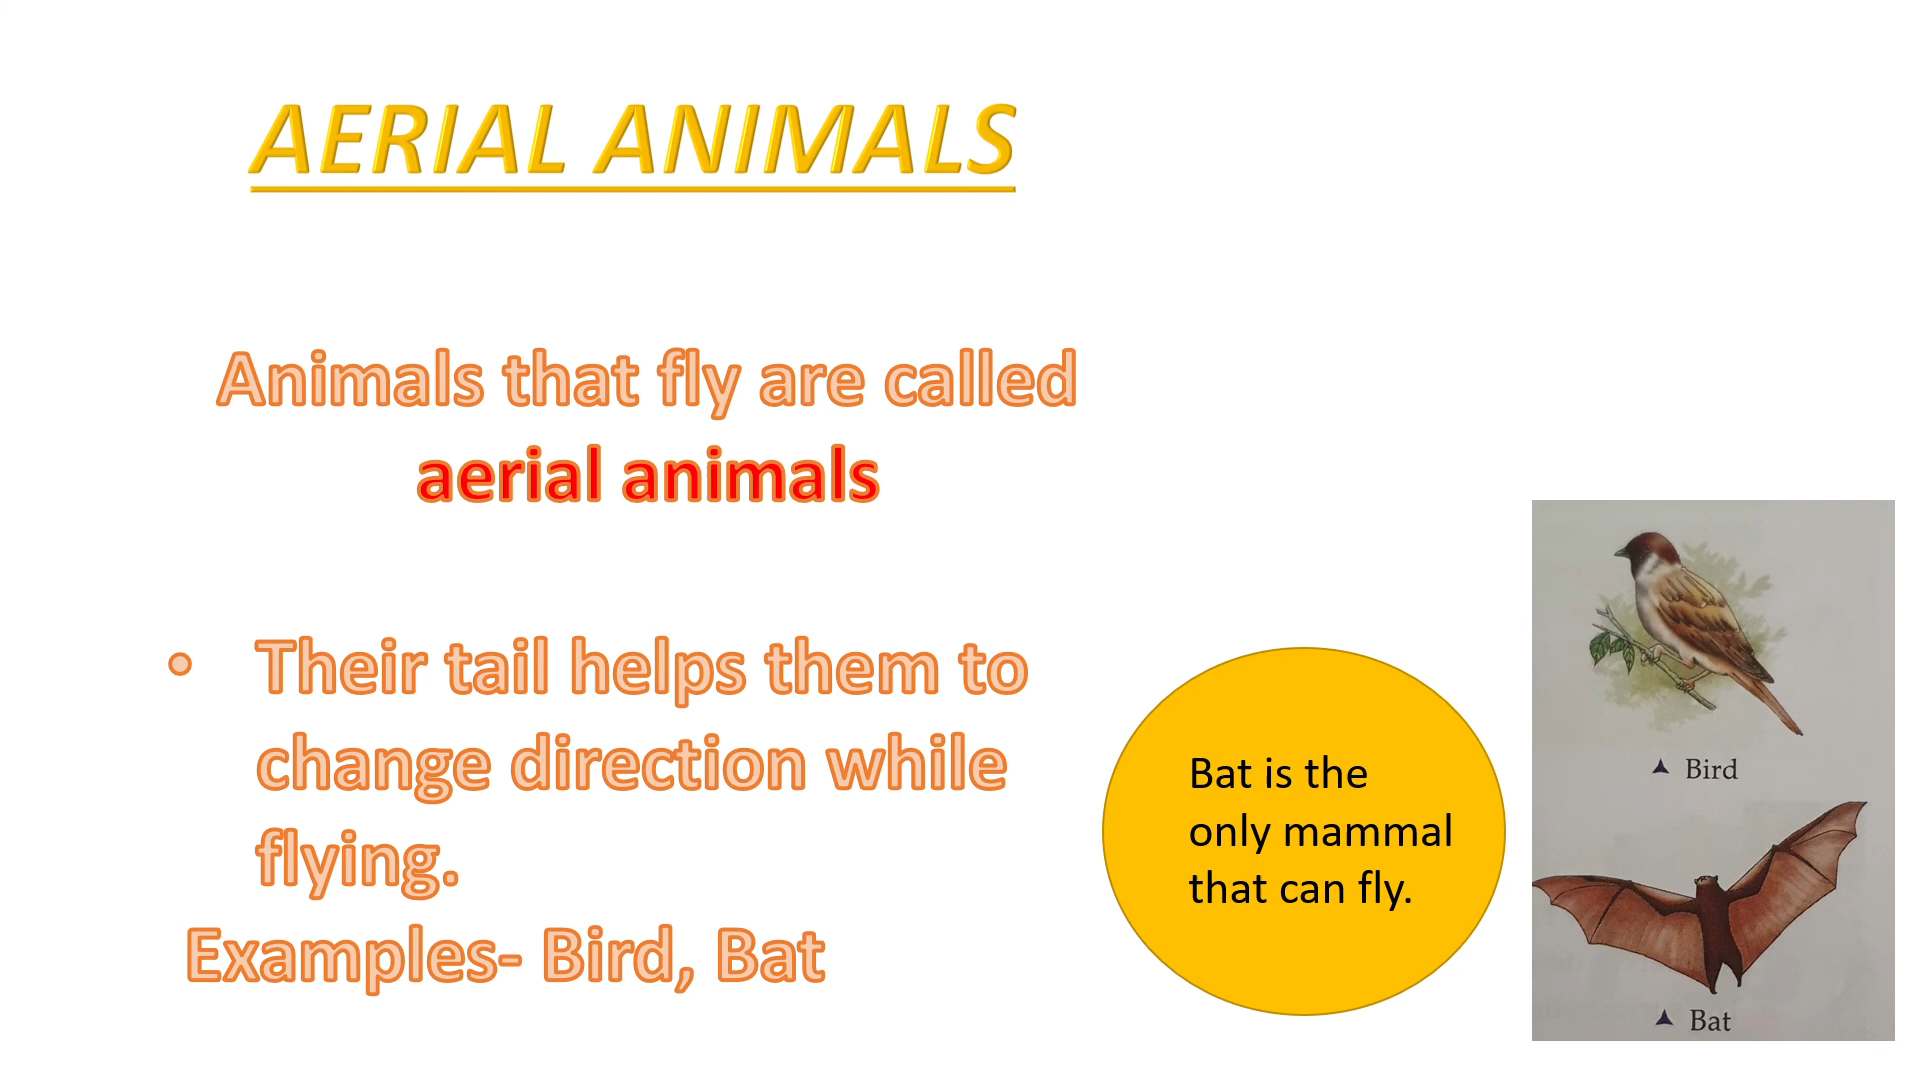 AERIAL ANIMALS
Animals that fly are called
aerial animals
• Their tail helps them to
change direction while
flying.
Examples- Bird, Bat
Bat is the
only mammal
that can fly.
Bird
Bat